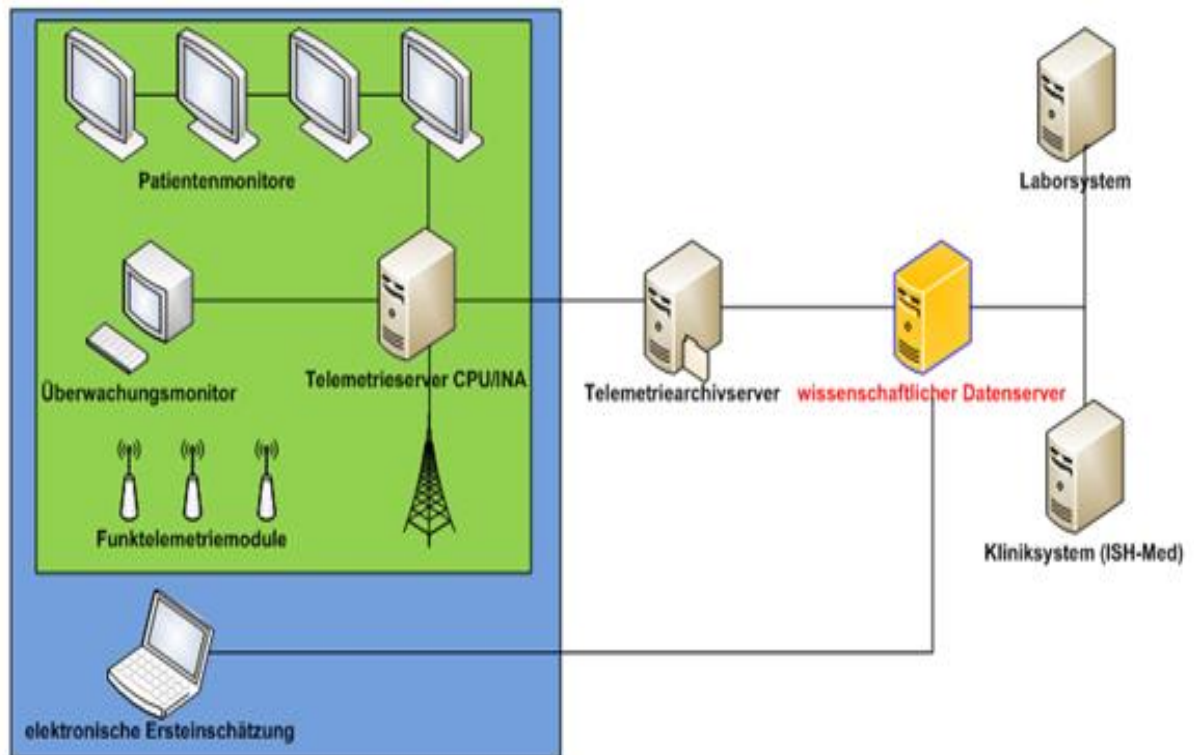 Patientenmonitore
Laborsystem
Überwachungsmonitor
Telemetrieserver CPU/INA
Telemetriearchivserver
wissenschaftlicher Datenserver
Funktelemetriemodule
Kliniksystem (ISH-Med)
elektronische Ersteinschätzung